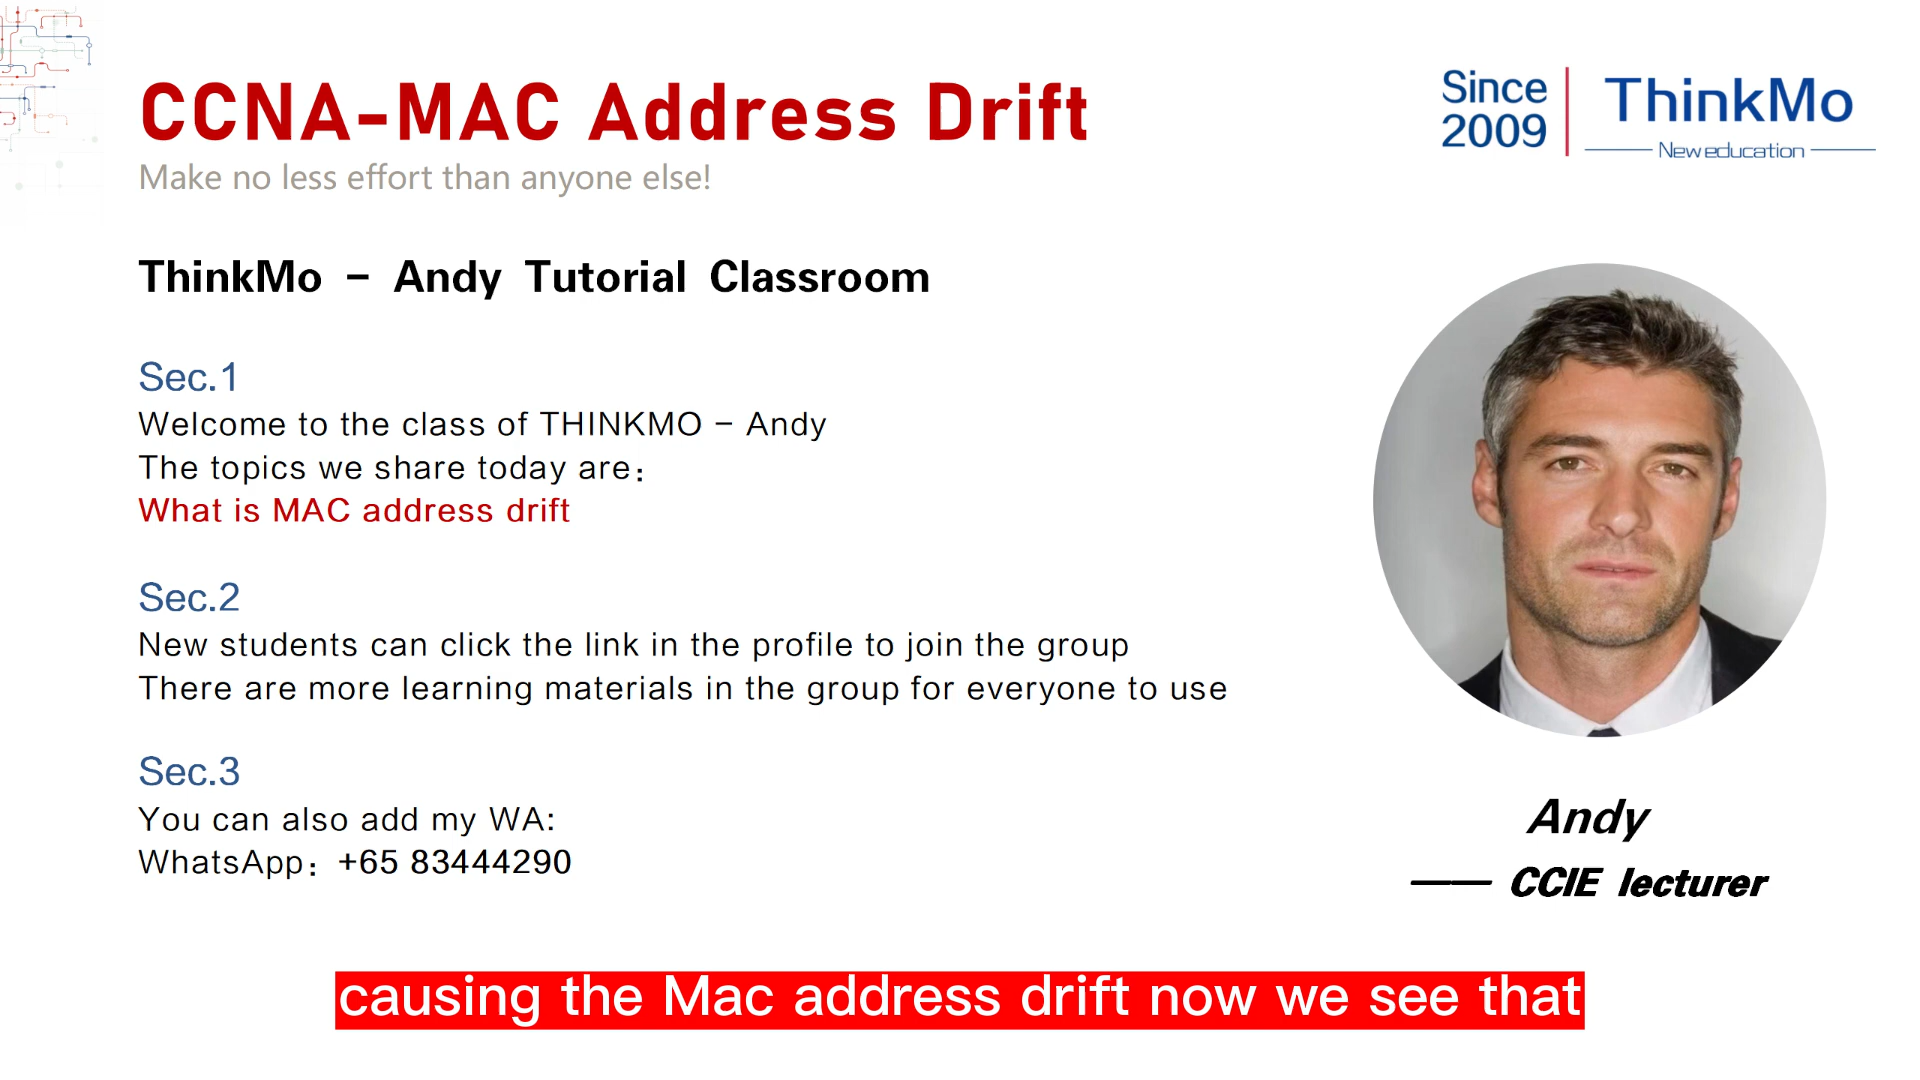 CCNA-MAC Address Drift
Make no less effort than anyone else!
Since
2009
ThinkMo
New education
ThinkMo - Andy Tutorial Classroom
Sec.1
Welcome to the class of THINKMO - Andy
The topics we share today are：
What is MAC address drift
Sec.2
New students can click the link in the profile to join the group
There are more learning materials in the group for everyone to use
Sec.3
You can also add my WA:
WhatsApp：+65 83444290
Andy
—— CCIE lecturer
causing the Mac address drift now we see that